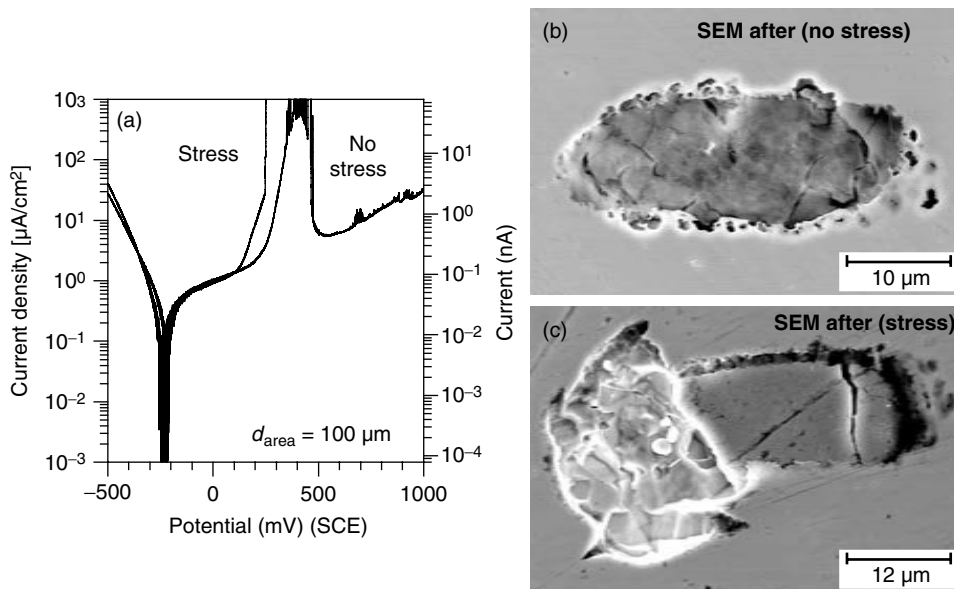 (a)
Stress
No
stress
d_area = 100 µm
Current density [µA/cm²]
10³
10²
10¹
10⁰
10⁻¹
10⁻²
10⁻³
−500
0
500
1000
Potential (mV) (SCE)
10¹
10⁰
10⁻¹
10⁻²
10⁻³
10⁻⁴
Current (nA)
(b)
SEM after (no stress)
10 µm
(c)
SEM after (stress)
12 µm